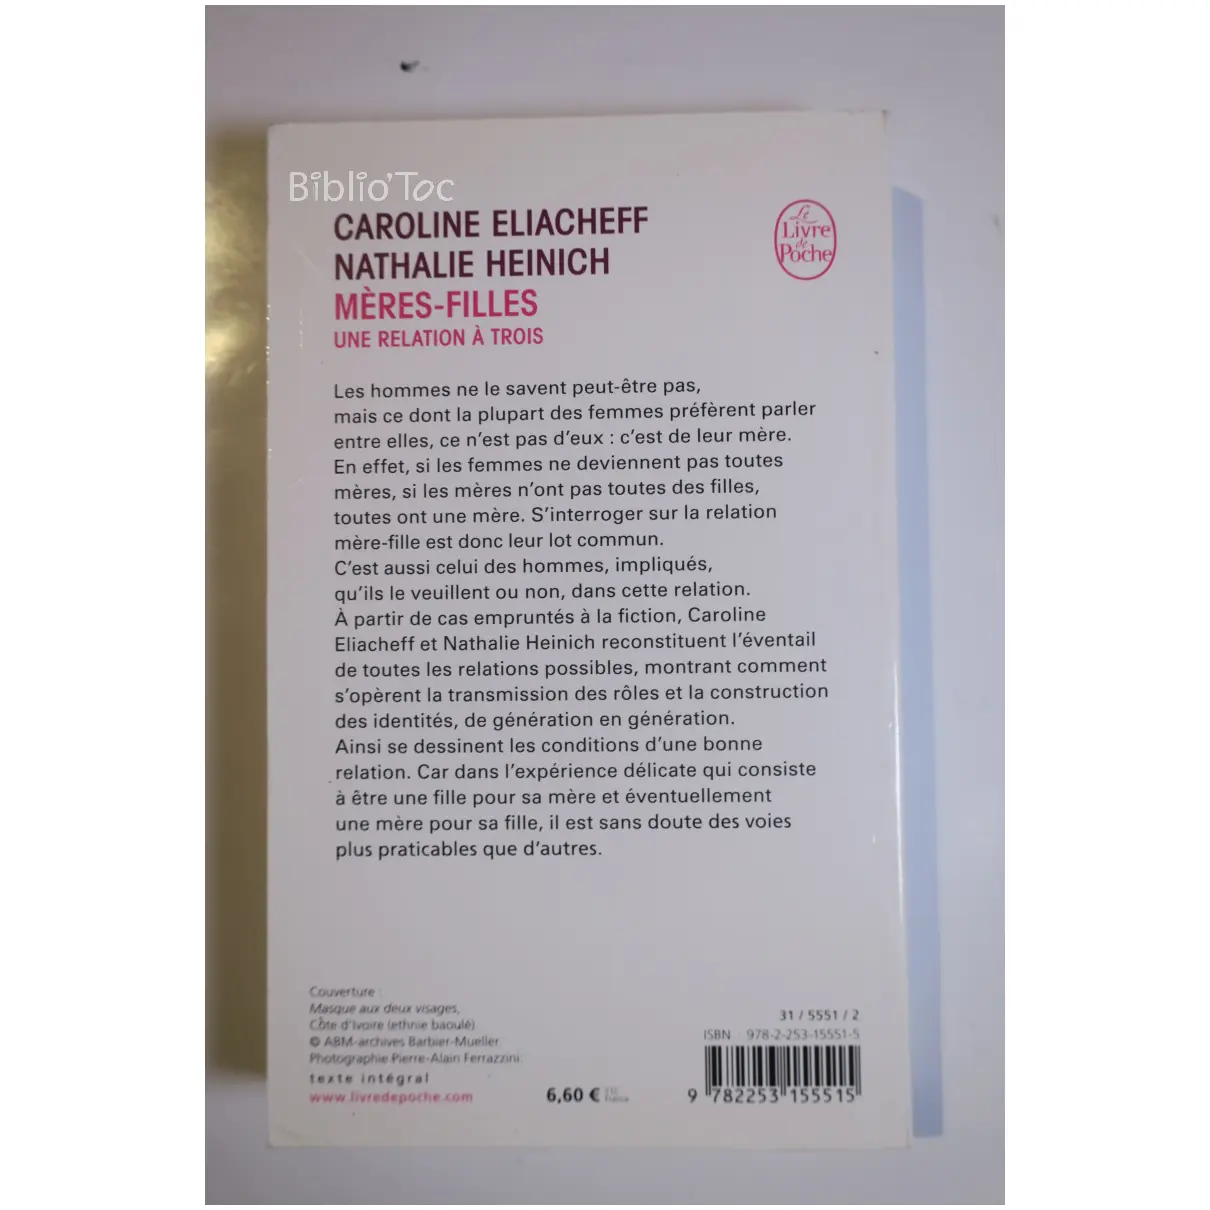 Biblio'Toc
CAROLINE ELIACHEFF
NATHALIE HEINICH
MÈRES-FILLES
UNE RELATION À TROIS
Le
Livre
de
Poche
Les hommes ne le savent peut-être pas,
mais ce dont la plupart des femmes préfèrent parler
entre elles, ce n'est pas d'eux : c'est de leur mère.
En effet, si les femmes ne deviennent pas toutes
mères, si les mères n'ont pas toutes des filles,
toutes ont une mère. S'interroger sur la relation
mère-fille est donc leur lot commun.
C'est aussi celui des hommes, impliqués,
qu'ils le veuillent ou non, dans cette relation.
À partir de cas empruntés à la fiction, Caroline
Eliacheff et Nathalie Heinich reconstituent l'éventail
de toutes les relations possibles, montrant comment
s'opèrent la transmission des rôles et la construction
des identités, de génération en génération.
Ainsi se dessinent les conditions d'une bonne
relation. Car dans l'expérience délicate qui consiste
à être une fille pour sa mère et éventuellement
une mère pour sa fille, il est sans doute des voies
plus praticables que d'autres.
Couverture :
Masque aux deux visages,
Côte d'Ivoire (ethnie baoulé)
© ABM-archives Barbier-Mueller
Photographie Pierre-Alain Ferrazzini.
texte intégral
www.livredepoche.com
6,60 €
France
31 / 5551 / 2
ISBN 978-2-253-15551-5
9 782253 155515